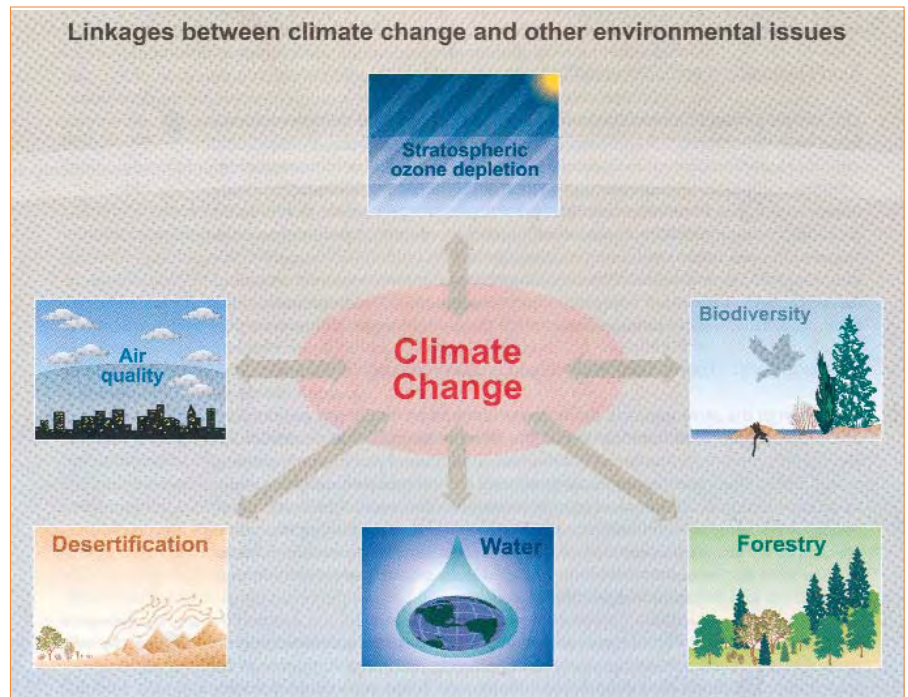 Linkages between climate change and other environmental issues
Stratospheric
ozone depletion
Air
quality
Climate
Change
Biodiversity
Desertification
Water
Forestry